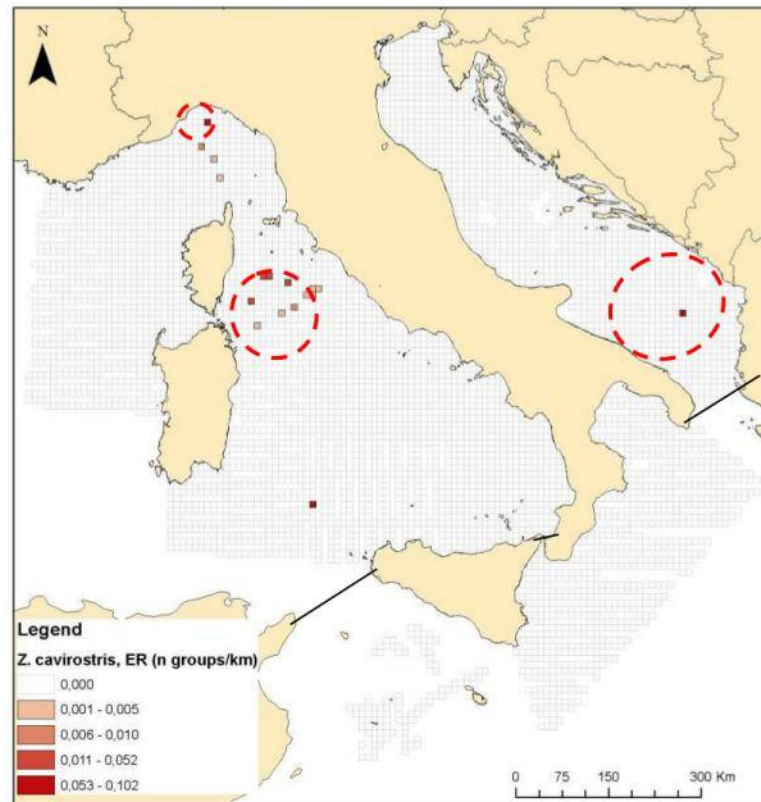 N
Legend
Z. cavirostris, ER (n groups/km)
0,000
0,001 - 0,005
0,006 - 0,010
0,011 - 0,052
0,053 - 0,102
0 75 150 300 Km